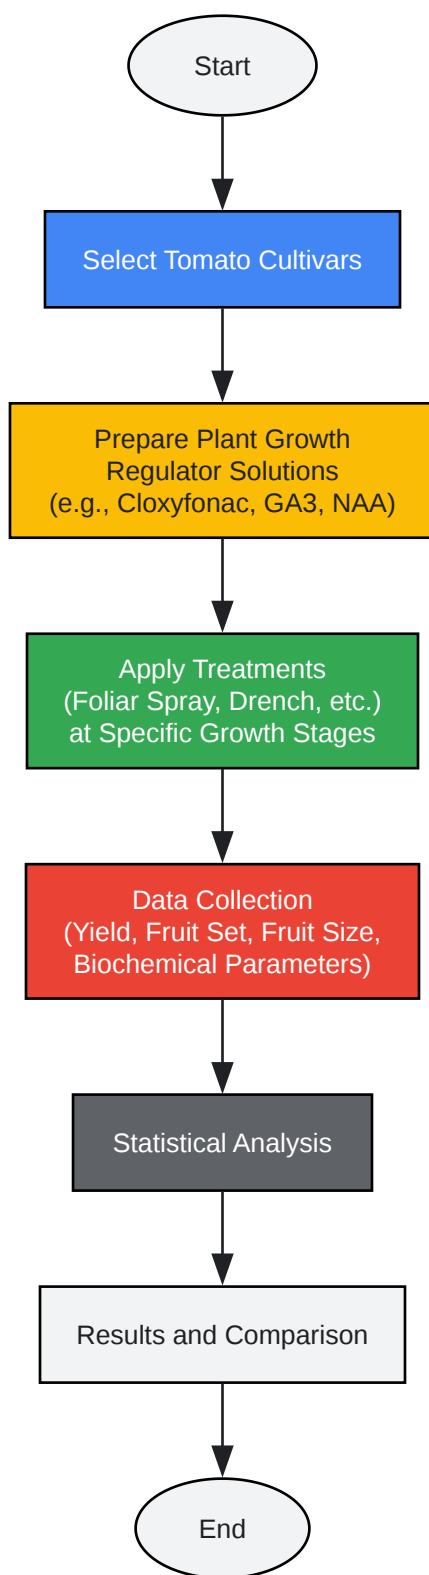 Start
Select Tomato Cultivars
Prepare Plant Growth
Regulator Solutions
(e.g., Cloxyfonac, GA3, NAA)
Apply Treatments
(Foliar Spray, Drench, etc.)
at Specific Growth Stages
Data Collection
(Yield, Fruit Set, Fruit Size,
Biochemical Parameters)
Statistical Analysis
Results and Comparison
End